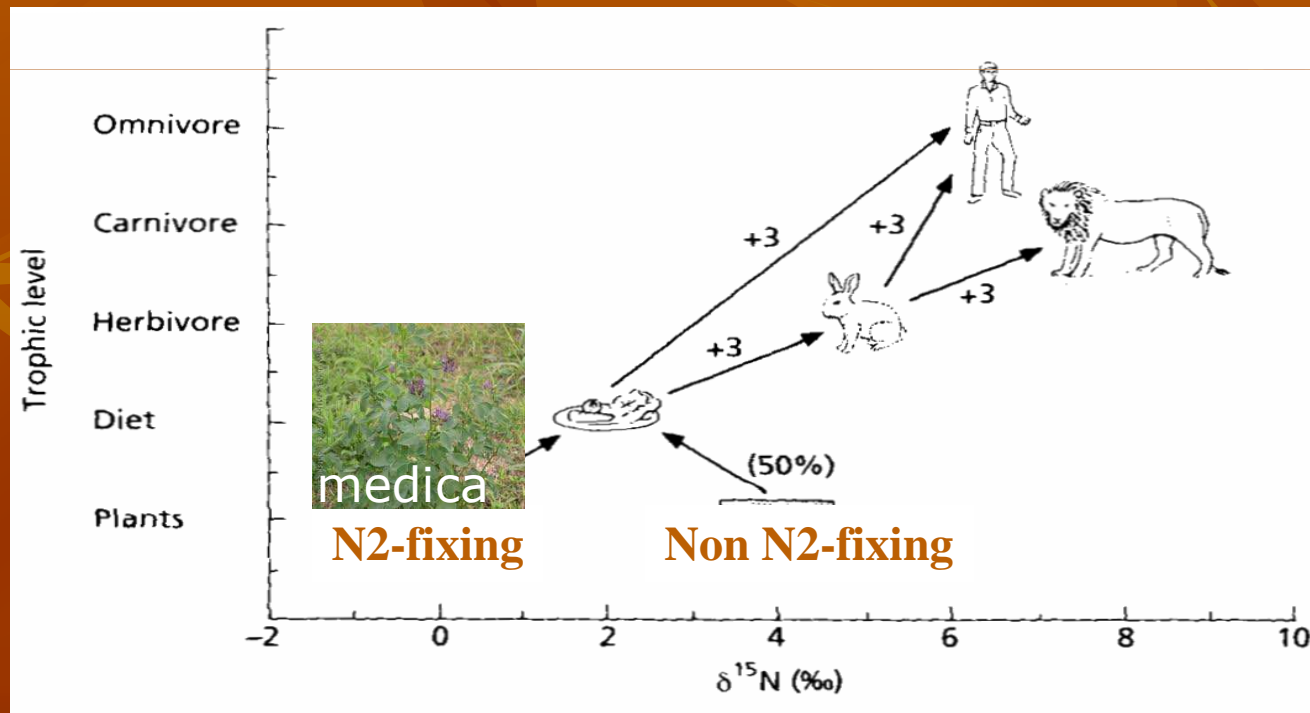 Omnivore
Carnivore
Herbivore
Diet
Plants
Trophic level
+3
+3
+3
+3
(50%)
medica
N2-fixing
Non N2-fixing
−2 0 2 4 6 8 10
δ¹⁵N (‰)